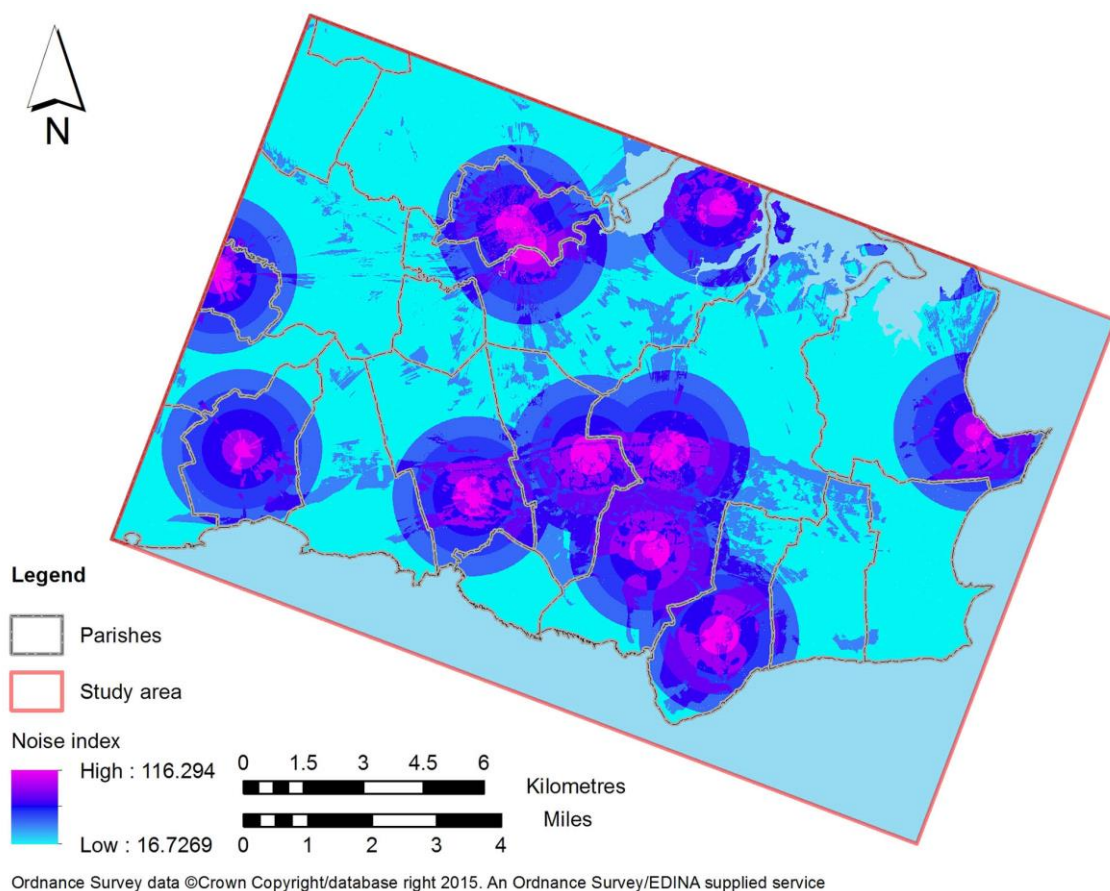 N
Legend
Parishes
Study area
Noise index
High : 116.294
Low : 16.7269
0 1.5 3 4.5 6
Kilometres
Miles
0 1 2 3 4
Ordnance Survey data ©Crown Copyright/database right 2015. An Ordnance Survey/EDINA supplied service